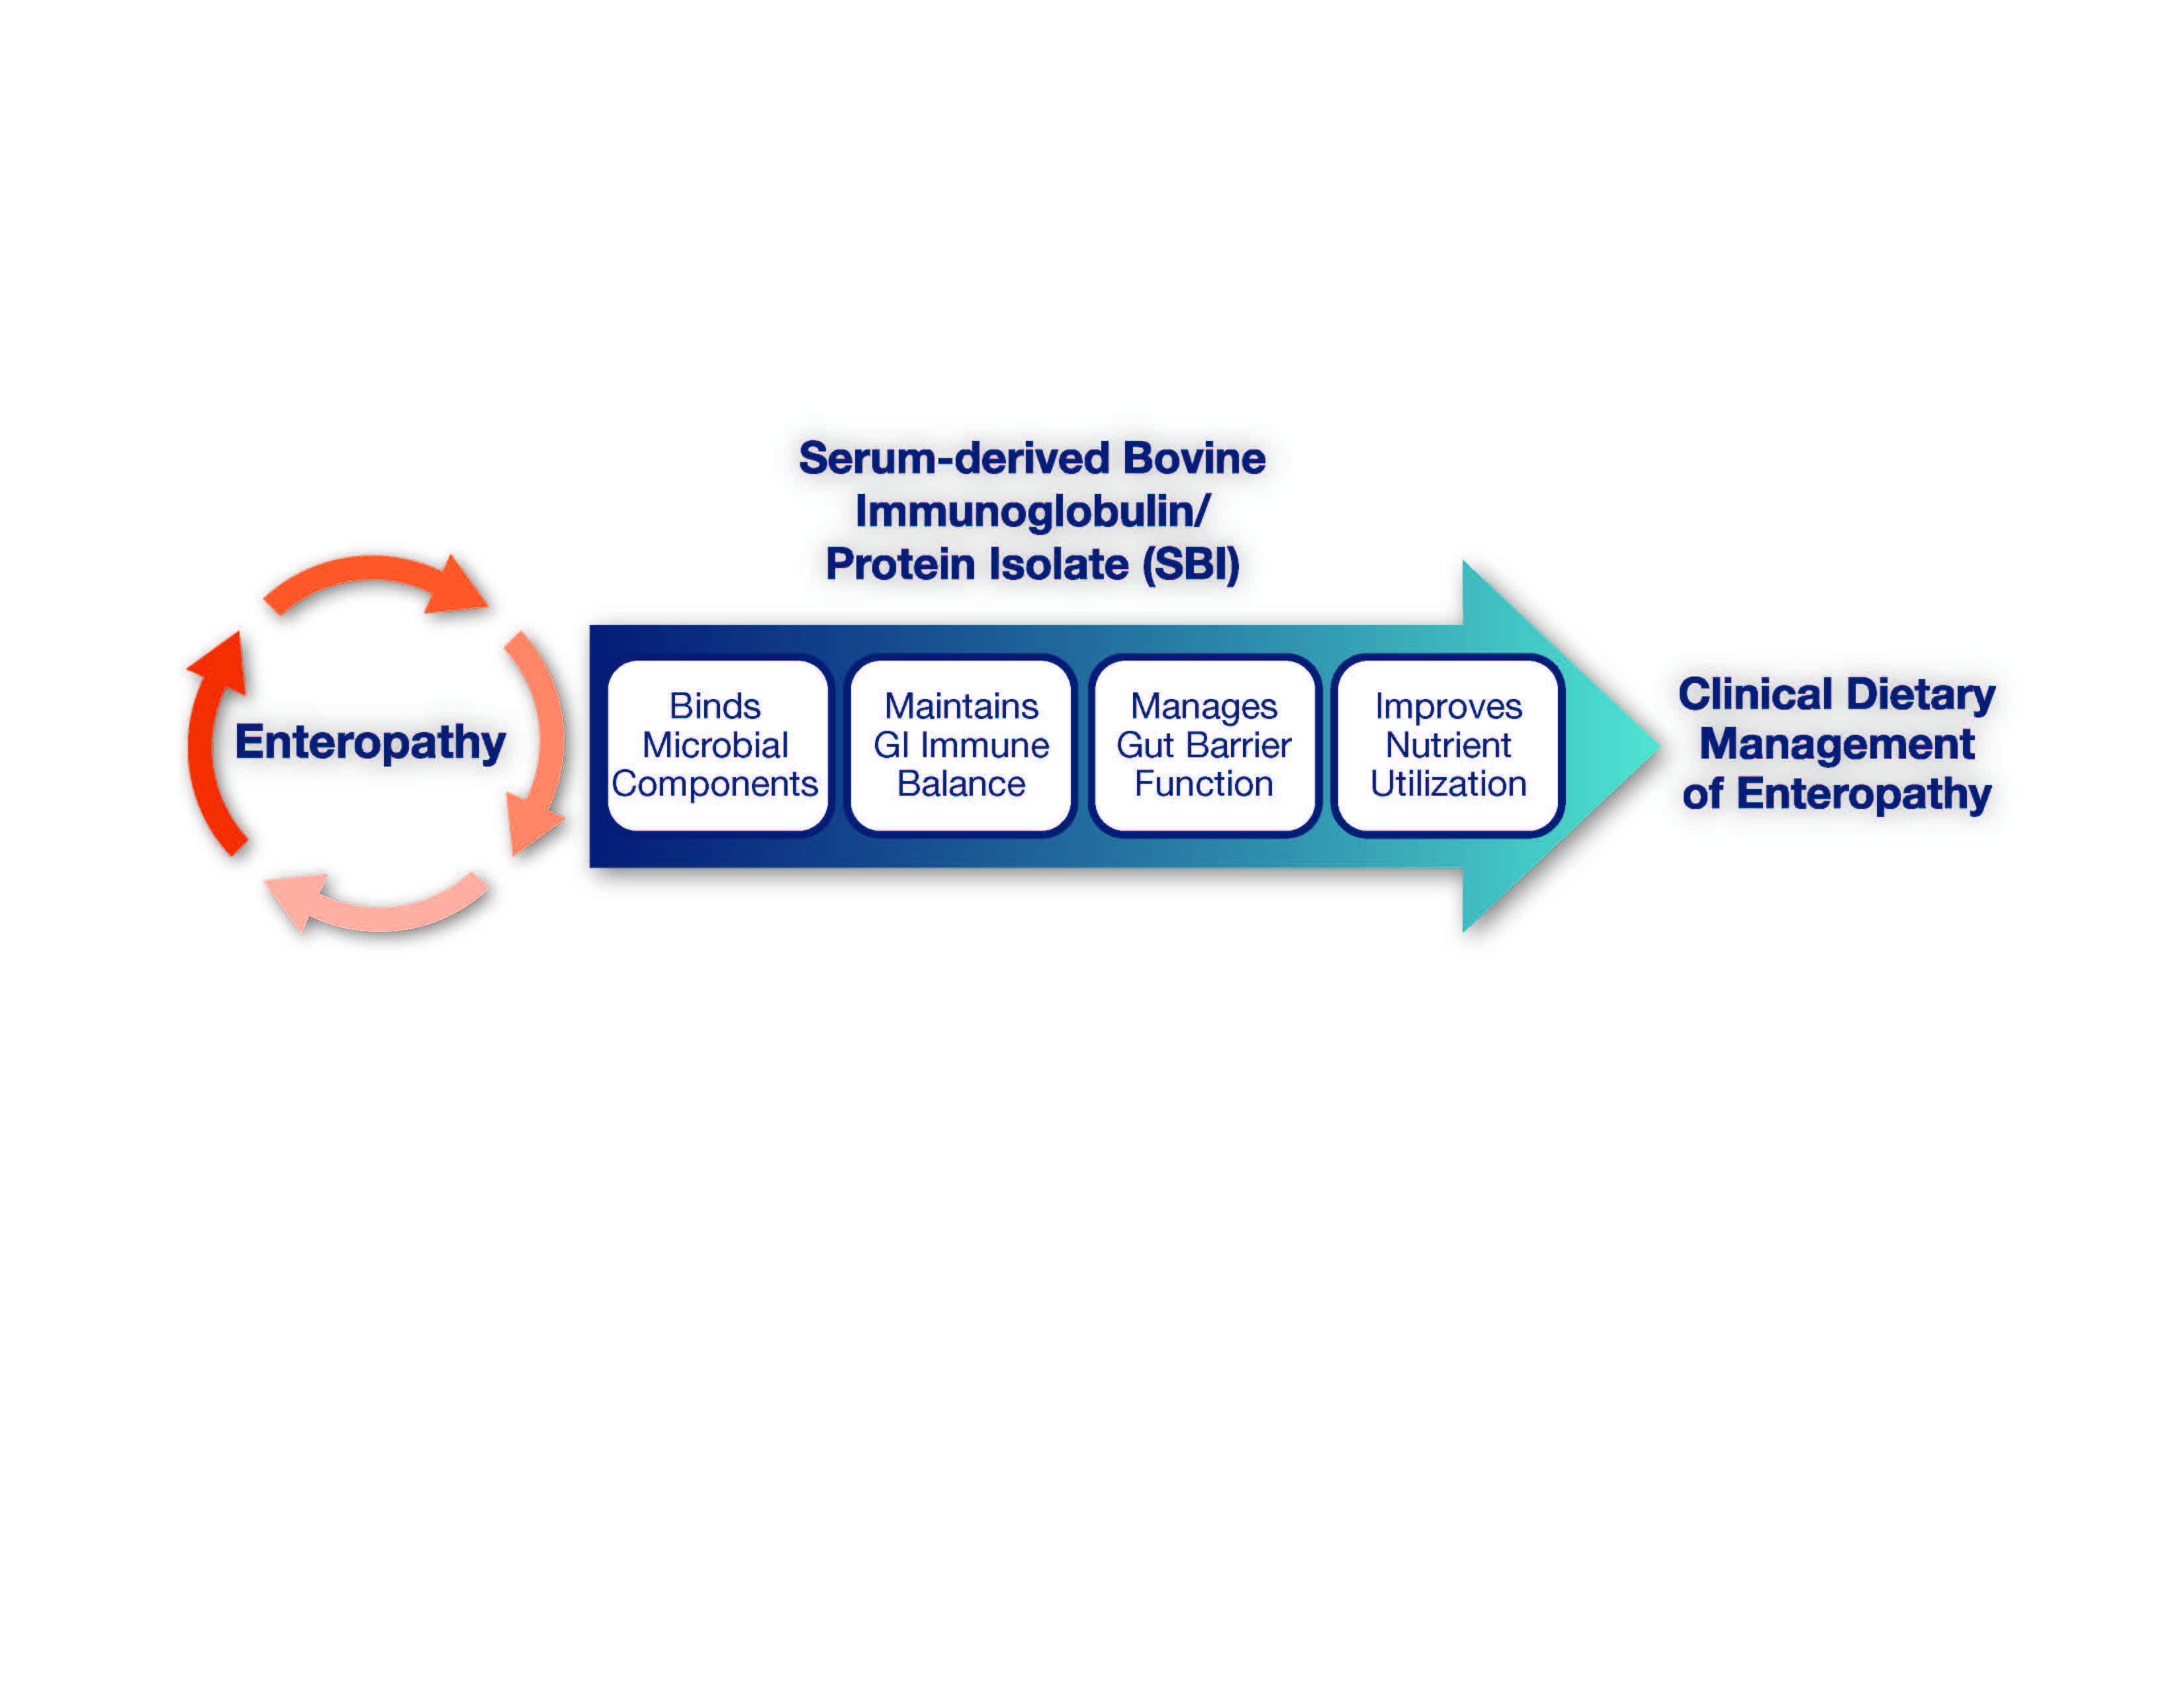 Serum-derived Bovine
Immunoglobulin/
Protein Isolate (SBI)
Enteropathy
Binds
Microbial
Components
Maintains
GI Immune
Balance
Manages
Gut Barrier
Function
Improves
Nutrient
Utilization
Clinical Dietary
Management
of Enteropathy